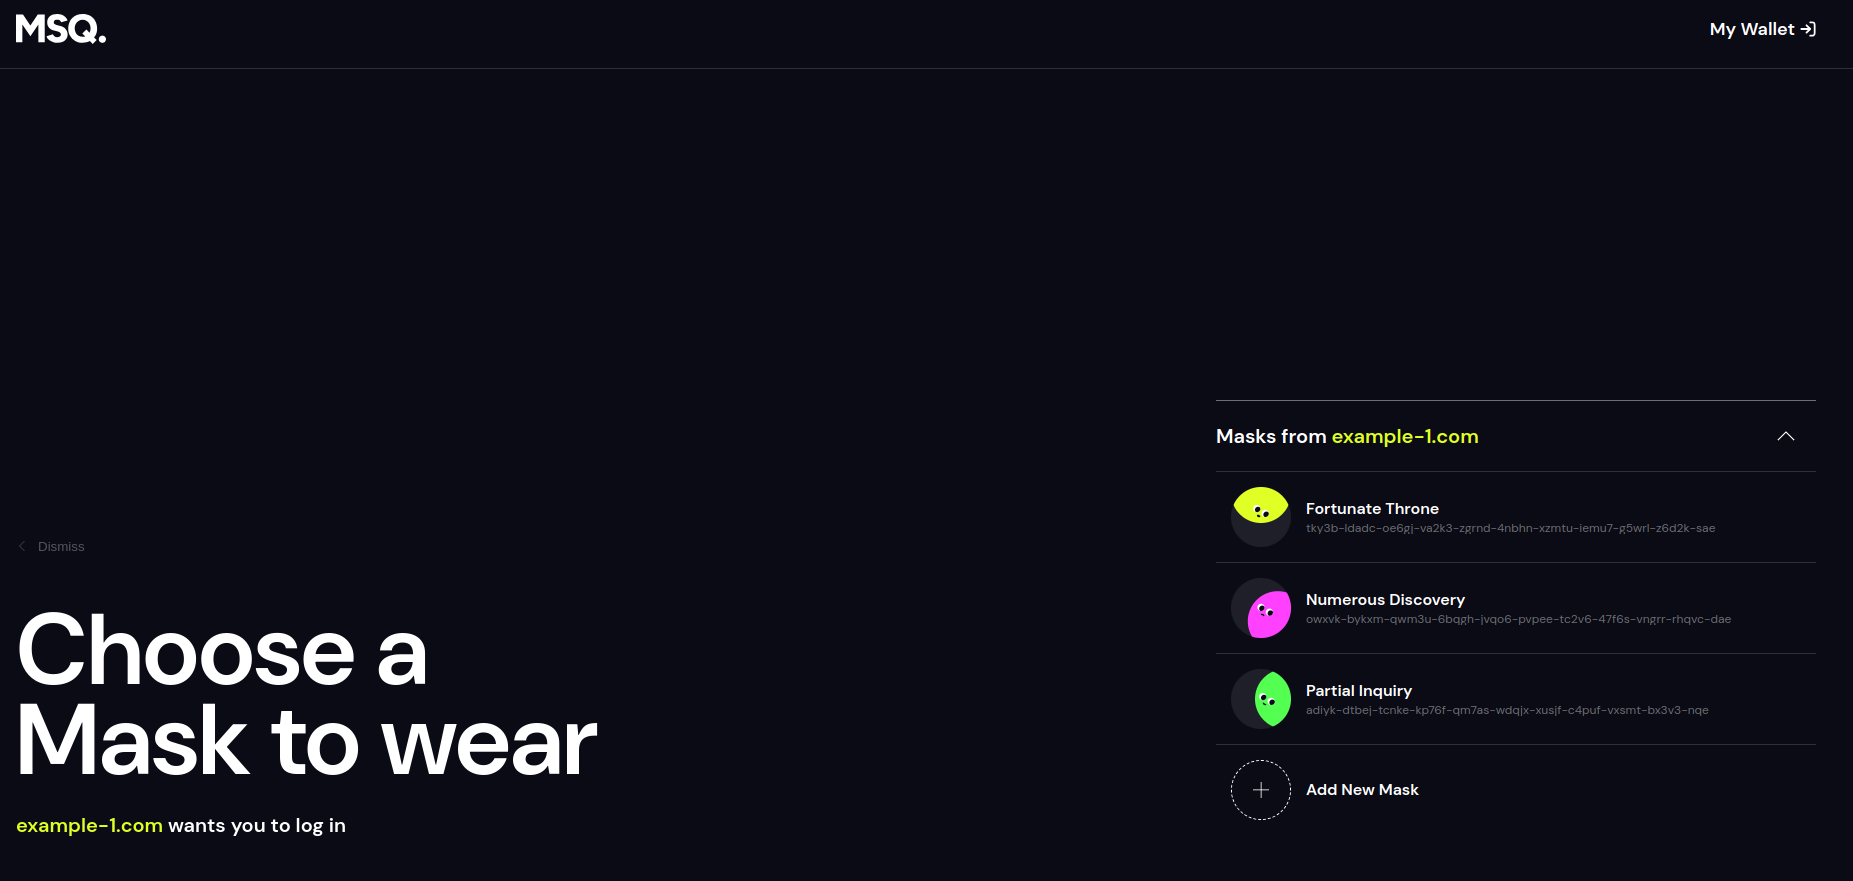 MSQ.
My Wallet
Dismiss
Choose a
Mask to wear
example-1.com wants you to log in
Masks from example-1.com
Fortunate Throne
tky3b-ldadc-oe6gj-va2k3-zgrnd-4nbhn-xzmtu-iemu7-g5wrl-z6d2k-sae
Numerous Discovery
owxvk-bykxm-qwm3u-6bqgh-jvqo6-pvpee-tc2v6-47f6s-vngrr-rhqvc-dae
Partial Inquiry
adiyk-dtbej-tcnke-kp76f-qm7as-wdqjx-xusjf-c4puf-vxsmt-bx3v3-nqe
Add New Mask